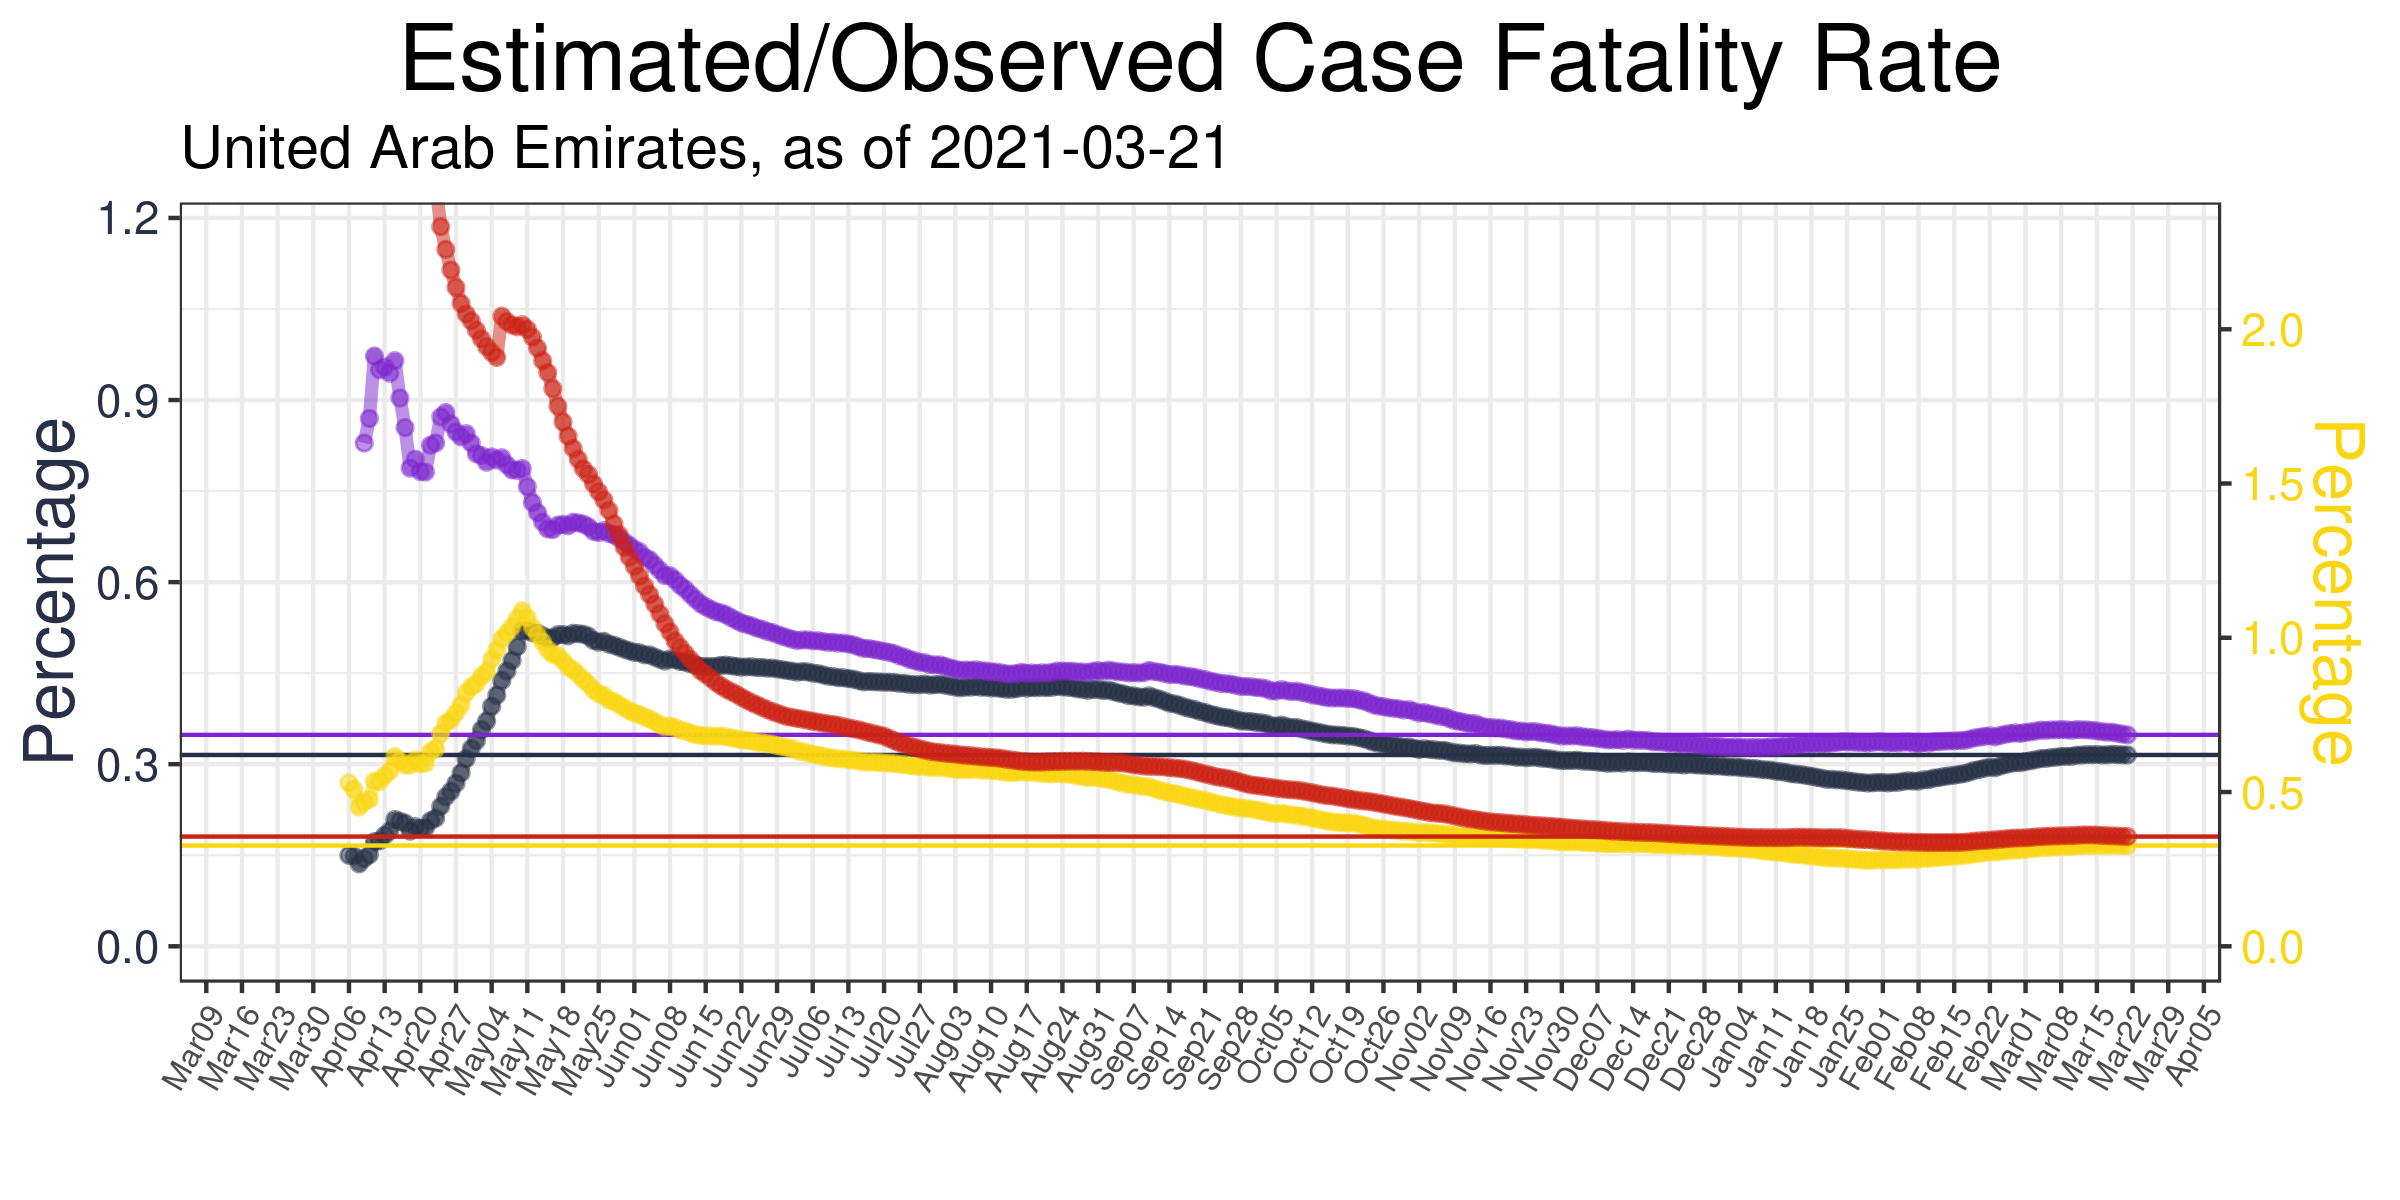 Estimated/Observed Case Fatality Rate
United Arab Emirates, as of 2021-03-21
Percentage
1.2
0.9
0.6
0.3
0.0
2.0
1.5
1.0
0.5
0.0
Percentage
Mar09
Mar16
Mar23
Mar30
Apr06
Apr13
Apr20
Apr27
May04
May11
May18
May25
Jun01
Jun08
Jun15
Jun22
Jun29
Jul06
Jul13
Jul20
Jul27
Aug03
Aug10
Aug17
Aug24
Aug31
Sep07
Sep14
Sep21
Sep28
Oct05
Oct12
Oct19
Oct26
Nov02
Nov09
Nov16
Nov23
Nov30
Dec07
Dec14
Dec21
Dec28
Jan04
Jan11
Jan18
Jan25
Feb01
Feb08
Feb15
Feb22
Mar01
Mar08
Mar15
Mar22
Mar29
Apr05